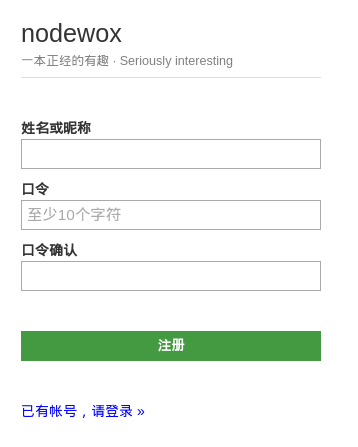 nodewox
一本正经的有趣 · Seriously interesting
姓名或昵称
口令
至少10个字符
口令确认
注册
已有帐号，请登录 »